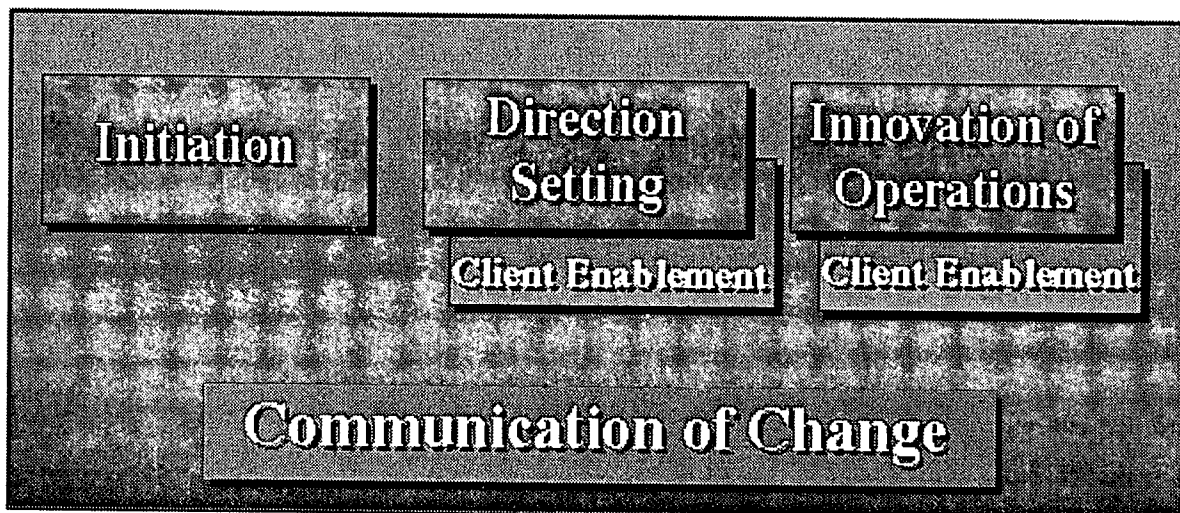 Initiation
Direction
Setting
Client Enablement
Innovation of
Operations
Client Enablement
Communication of Change